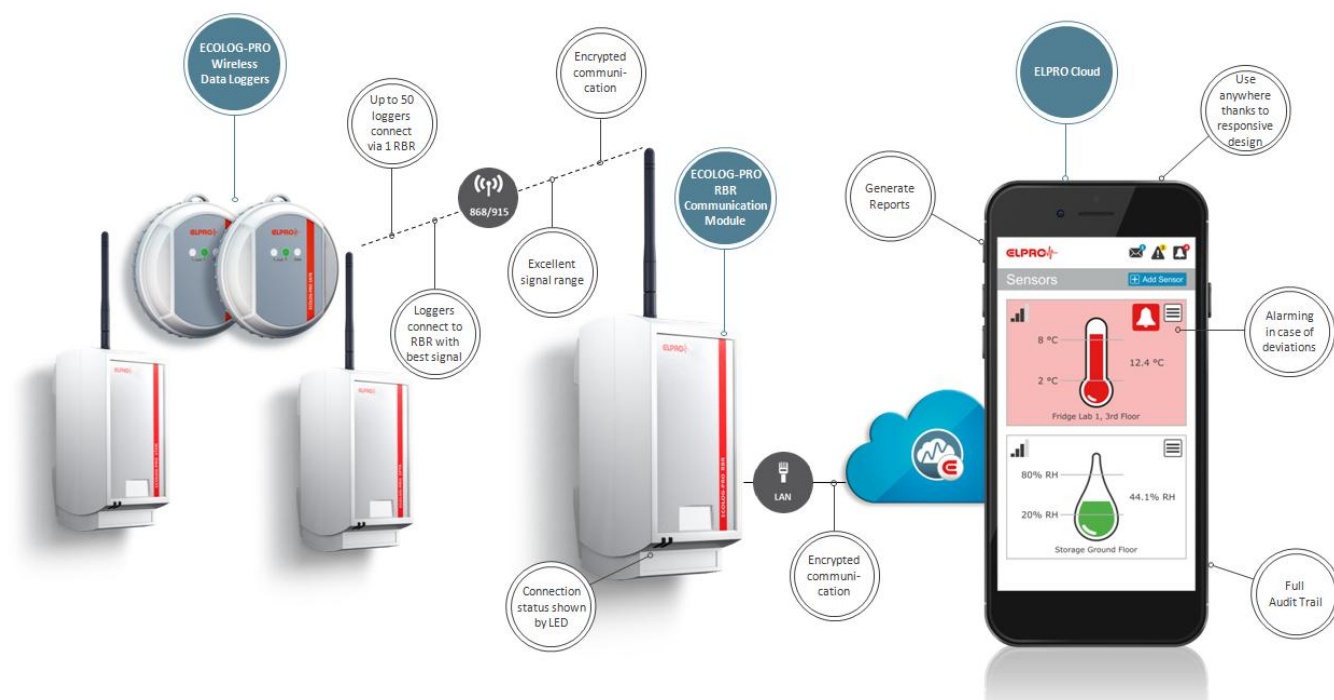 ECOLOG-PRO
Wireless
Data Loggers
Up to 50
loggers
connect
via 1 RBR
Encrypted
communi-
cation
868/915
Loggers
connect to
RBR with
best signal
Excellent
signal range
ECOLOG-PRO
RBR
Communication
Module
ELPRO
ELPRO
ELPRO
ELPRO
ELPRO
ECOLOG-PRO RBR
Connection
status shown
by LED
LAN
Encrypted
communi-
cation
ELPRO Cloud
Use
anywhere
thanks to
responsive
design
Generate
Reports
ELPRO
Sensors
+ Add Sensor
8 °C
12.4 °C
2 °C
Fridge Lab 1, 3rd Floor
80% RH
44.1% RH
20% RH
Storage Ground Floor
Alarming
in case of
deviations
Full
Audit Trail